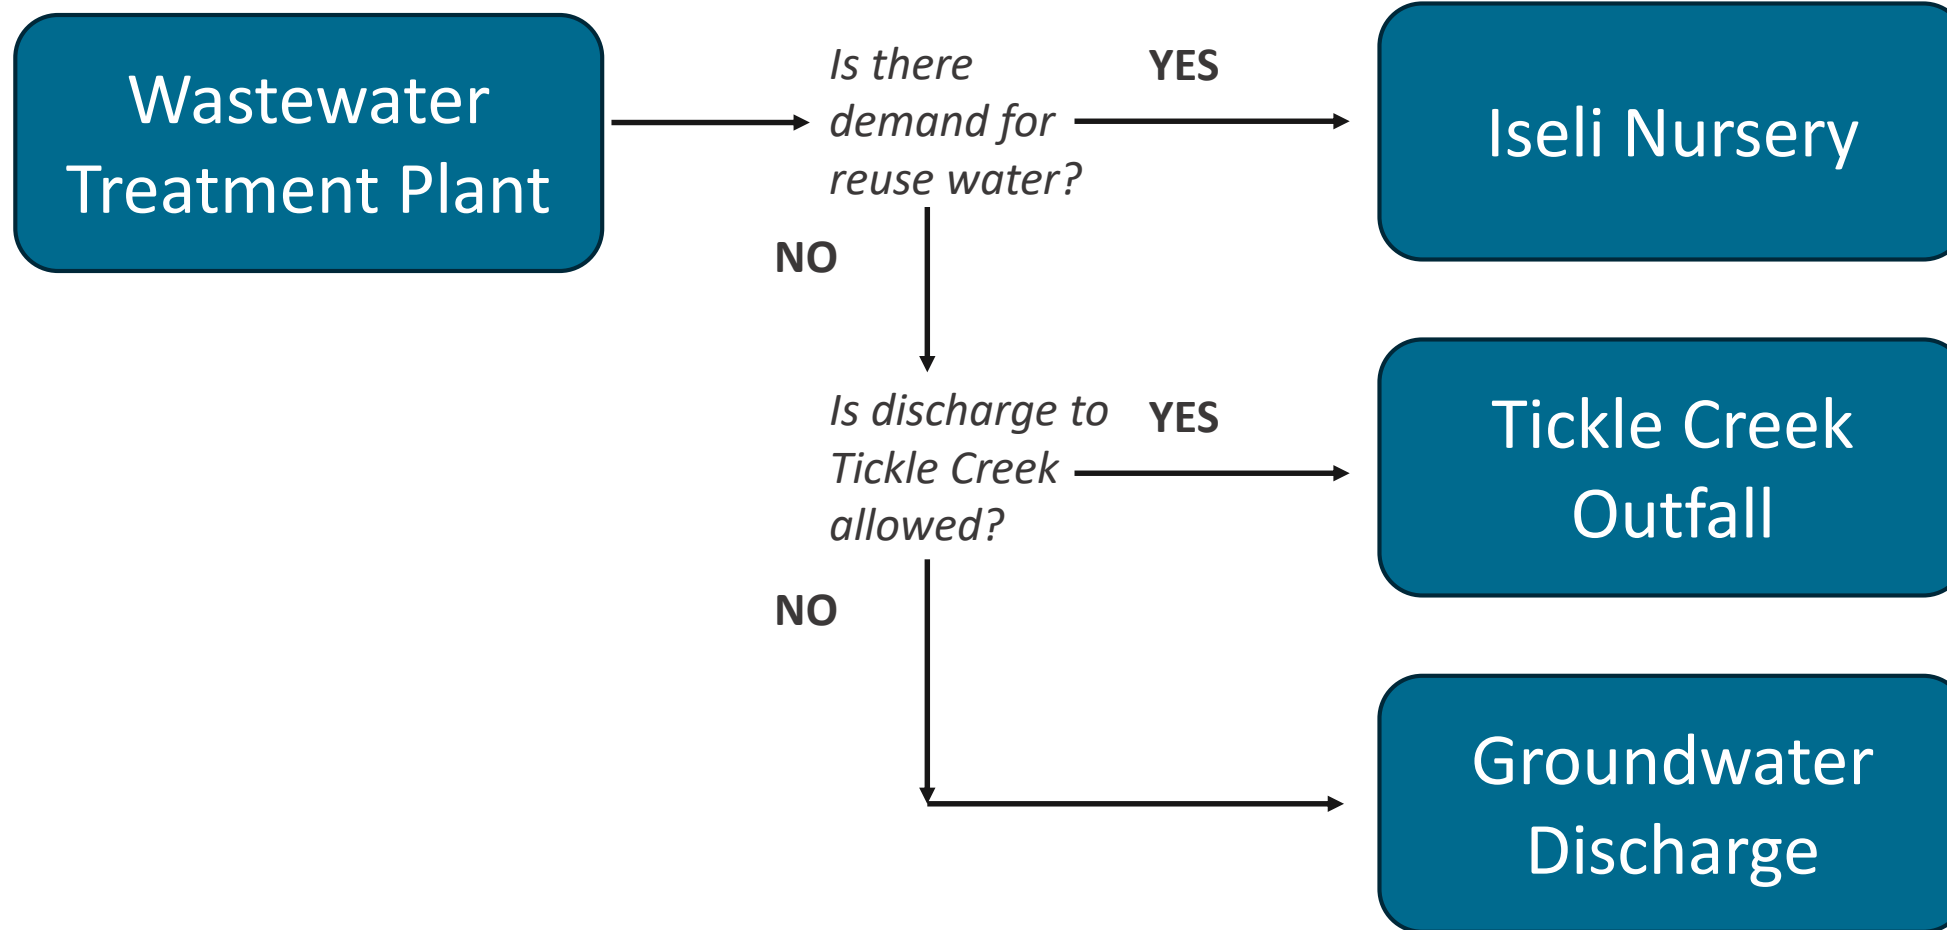 Wastewater
Treatment Plant
Is there
demand for
reuse water?
YES
Iseli Nursery
NO
Is discharge to
Tickle Creek
allowed?
YES
Tickle Creek
Outfall
NO
Groundwater
Discharge